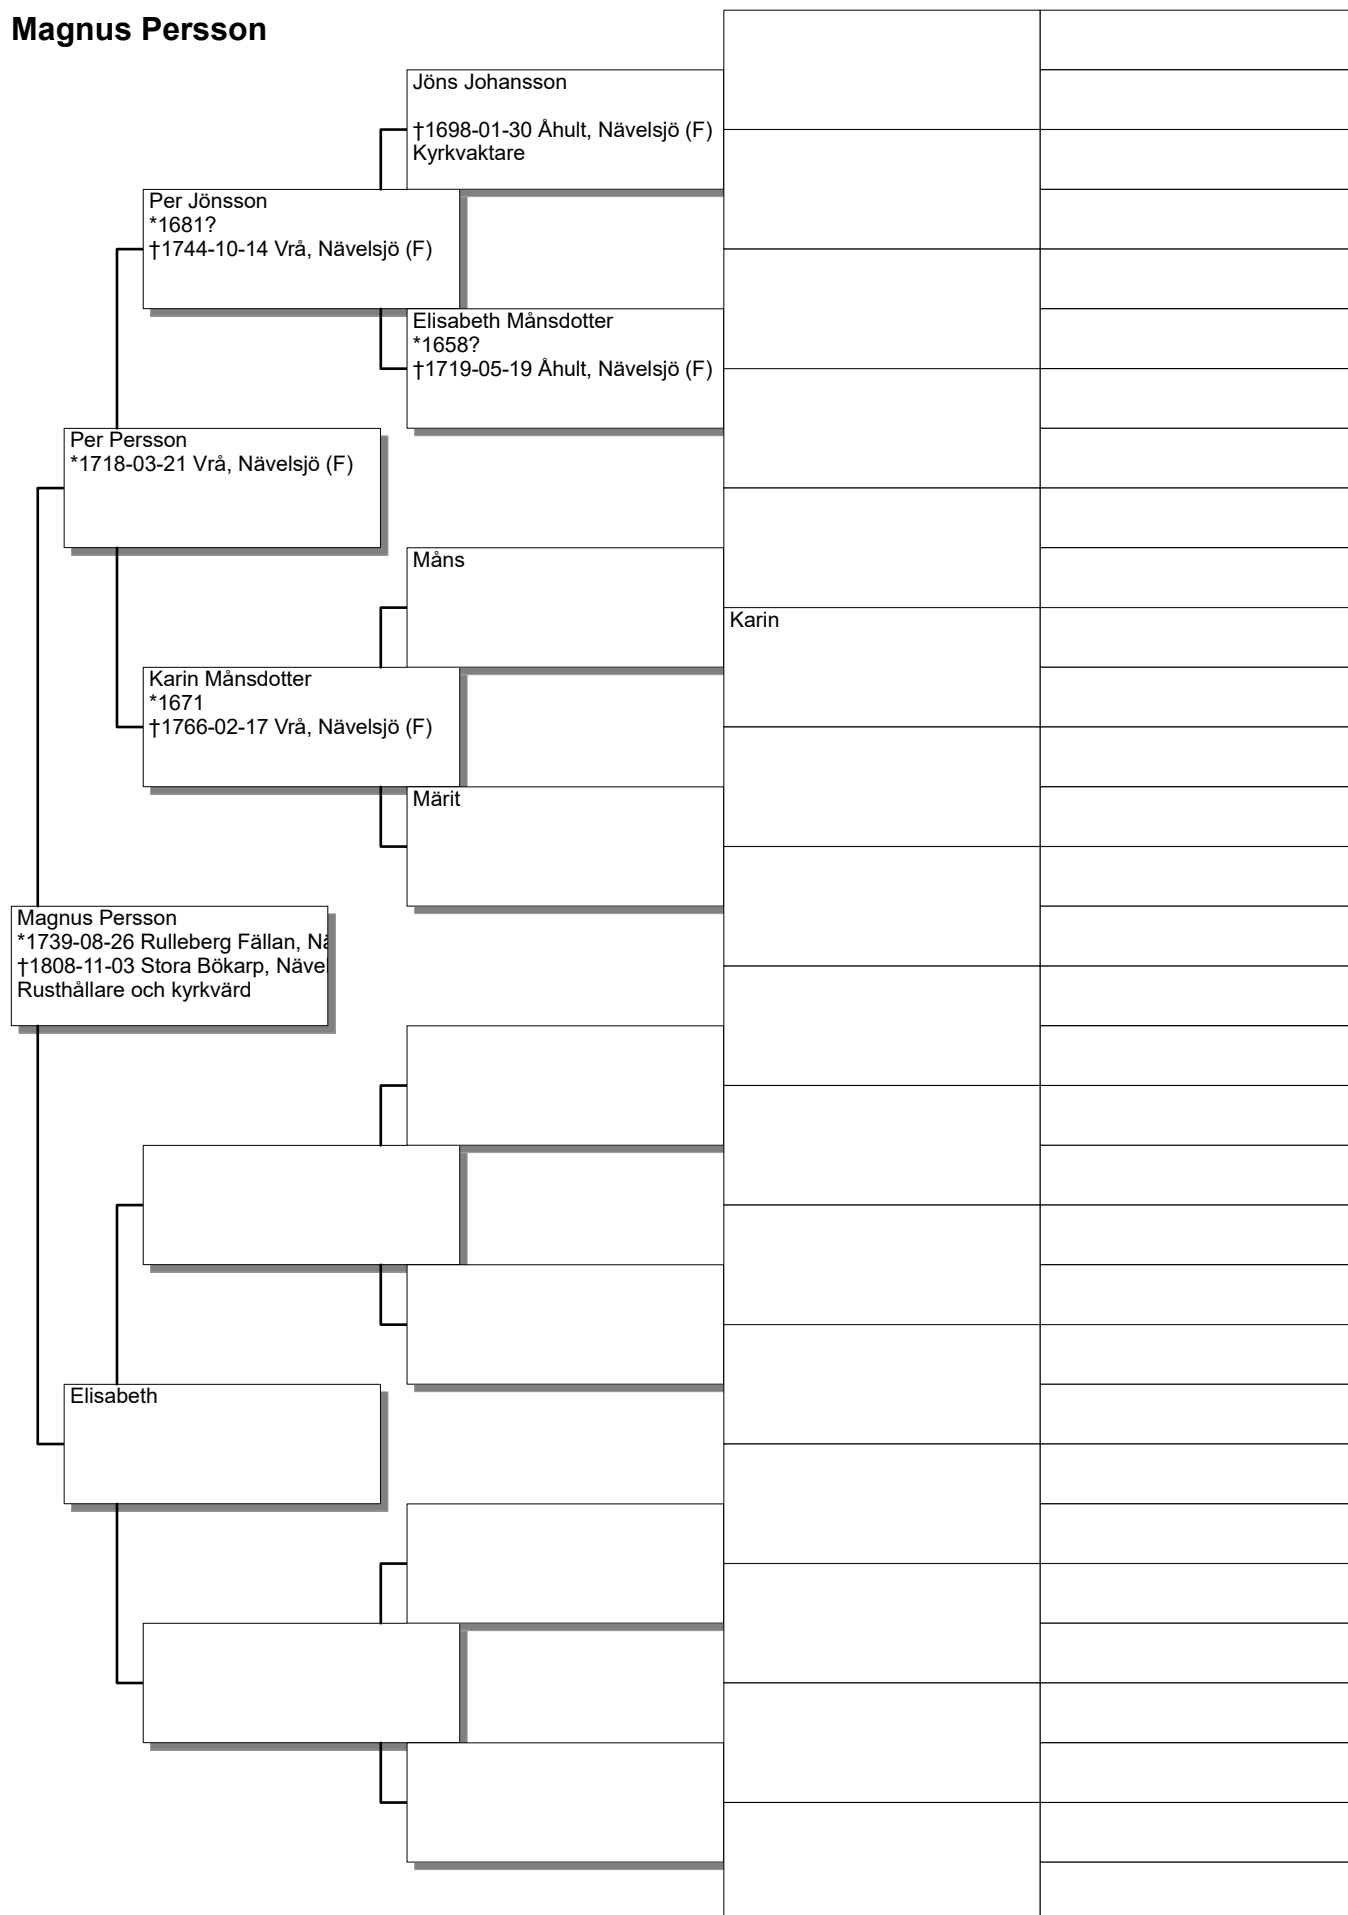 Magnus Persson
Jöns Johansson
†1698-01-30 Åhult, Nävelsjö (F)
Kyrkvaktare
Per Jönsson
*1681?
†1744-10-14 Vrå, Nävelsjö (F)
Elisabeth Månsdotter
*1658?
†1719-05-19 Åhult, Nävelsjö (F)
Per Persson
*1718-03-21 Vrå, Nävelsjö (F)
Måns
Karin
Karin Månsdotter
*1671
†1766-02-17 Vrå, Nävelsjö (F)
Märit
Magnus Persson
*1739-08-26 Rulleberg Fällan, Nä
†1808-11-03 Stora Bökarp, Nävel
Rusthållare och kyrkvärd
Elisabeth